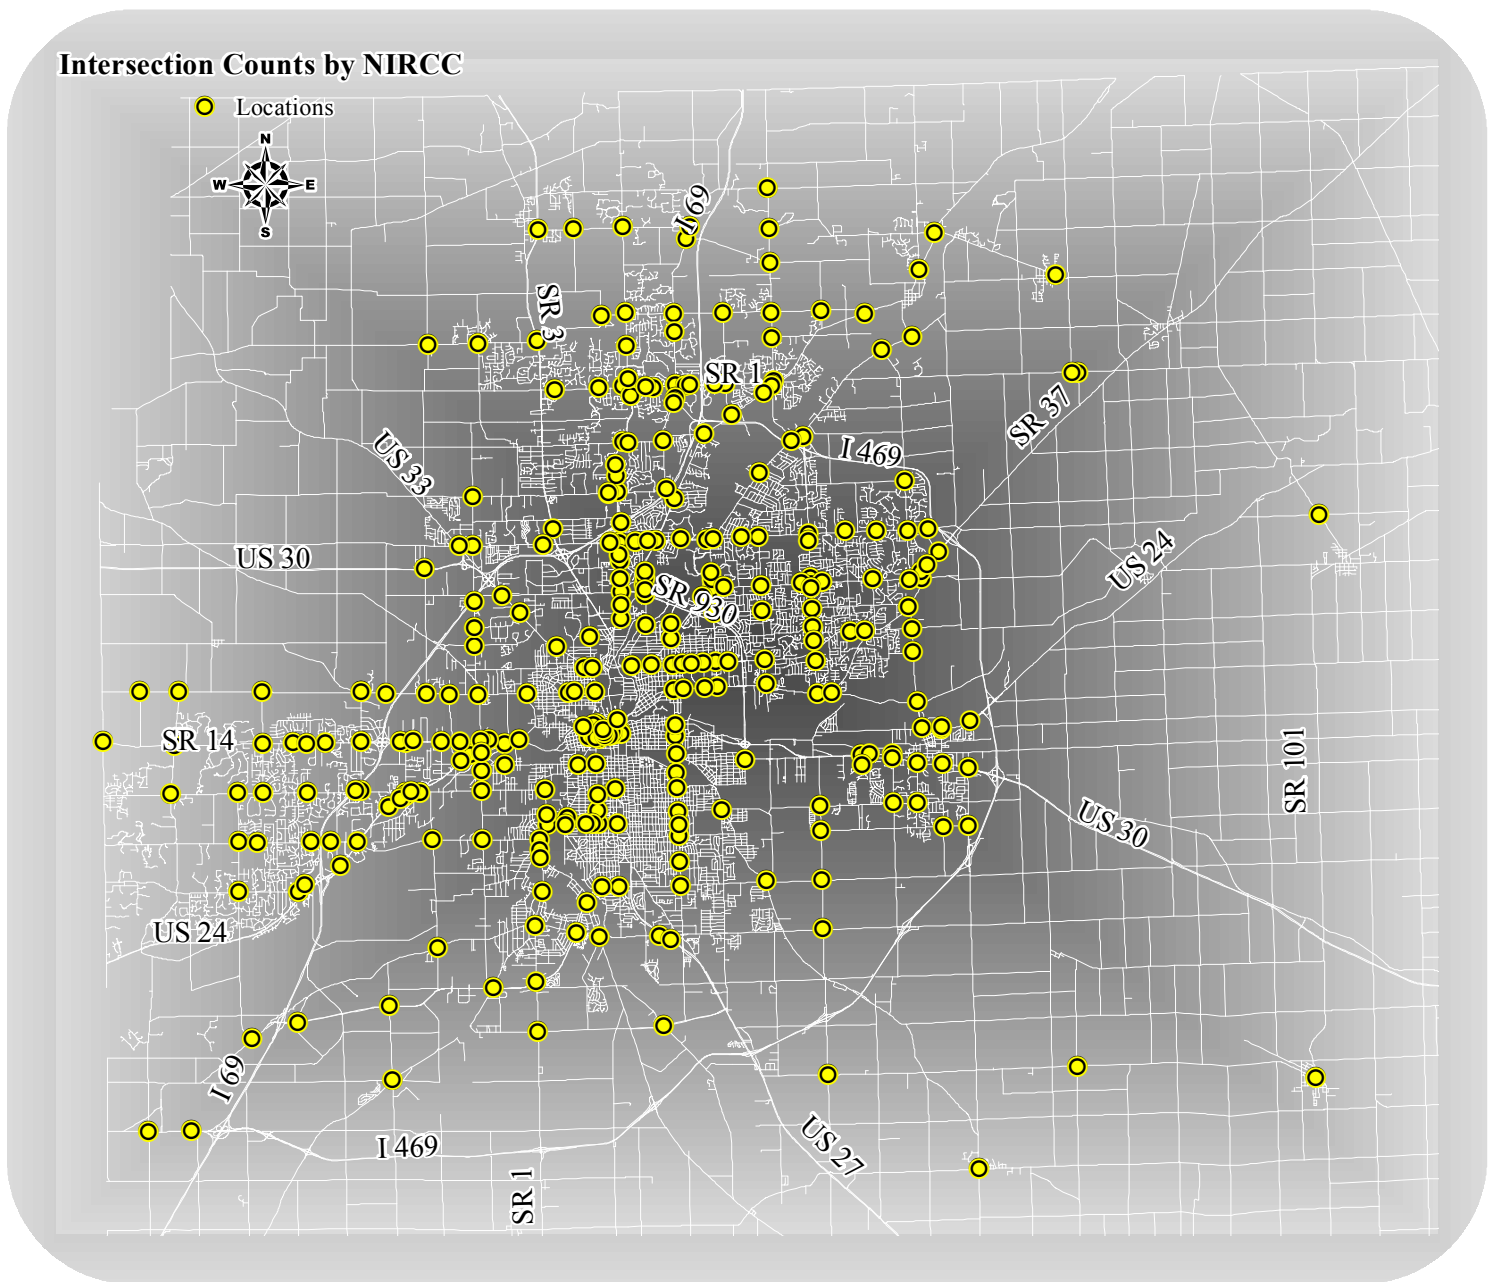 Intersection Counts by NIRCC
Locations
N
W E
S
I 69
SR 3
SR 1
SR 37
US 33
I 469
US 30
US 24
SR 930
SR 14
SR 101
US 30
US 24
I 69
I 469
US 27
SR 1